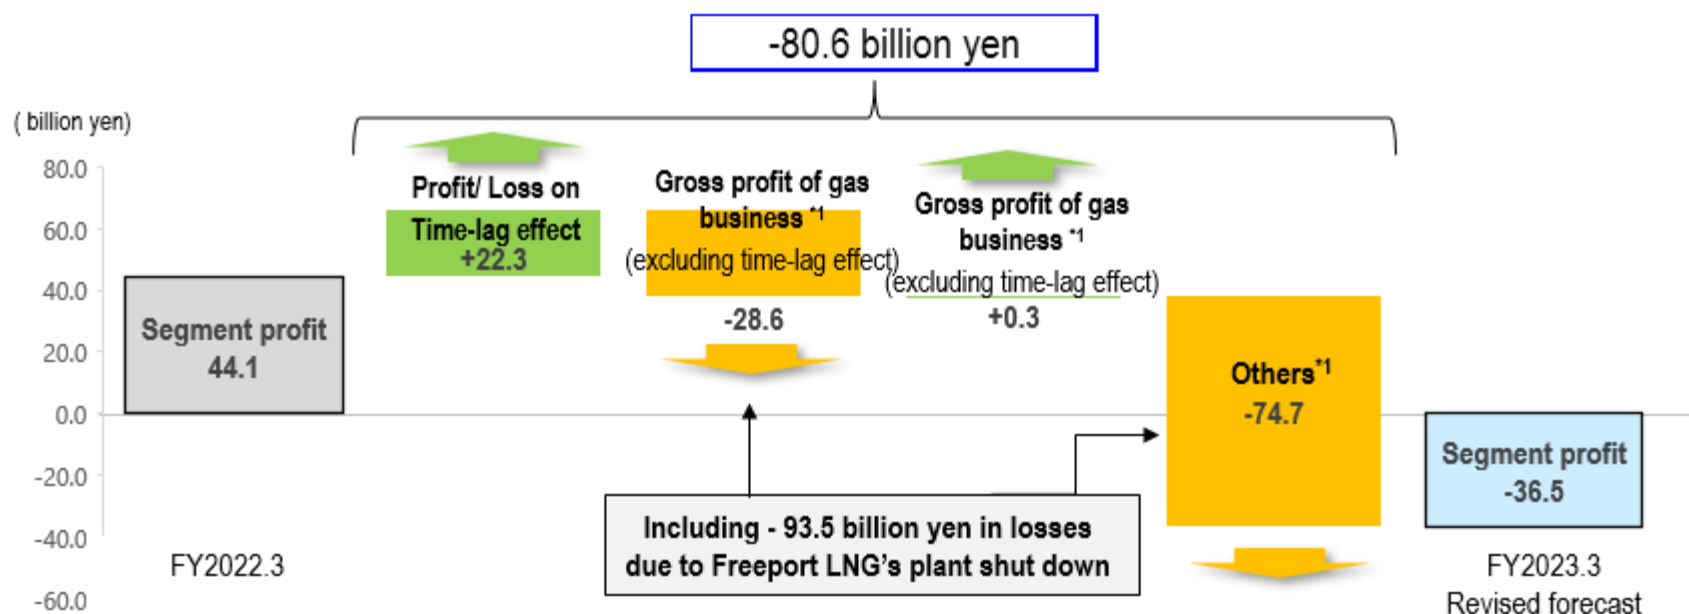 -80.6 billion yen
( billion yen)
80.0
60.0
40.0
20.0
0.0
-20.0
-40.0
-60.0
Segment profit
44.1
FY2022.3
Profit/ Loss on
Time-lag effect
+22.3
Gross profit of gas
business *1
(excluding time-lag effect)
-28.6
Gross profit of gas
business *1
(excluding time-lag effect)
+0.3
Others*1
-74.7
Including - 93.5 billion yen in losses
due to Freeport LNG's plant shut down
Segment profit
-36.5
FY2023.3
Revised forecast